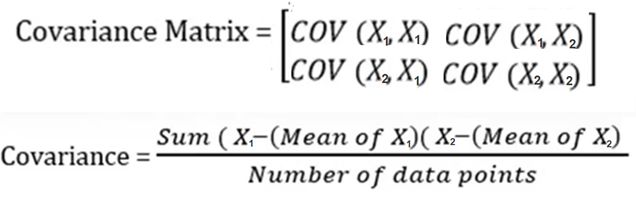 Covariance Matrix = [COV (X₁, X₁) COV (X₁, X₂)
COV (X₂, X₁) COV (X₂, X₂)]
Sum ( X₁−(Mean of X₁)( X₂−(Mean of X₂)
Covariance =
Number of data points